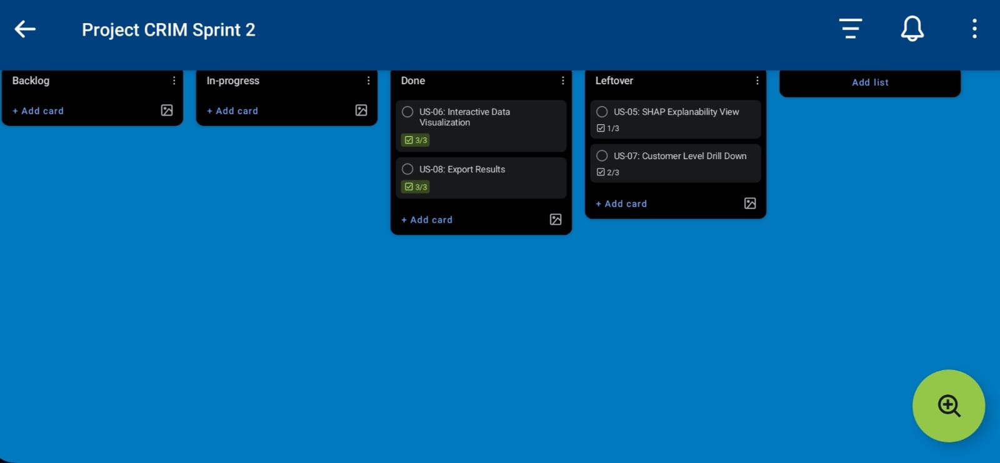 Project CRIM Sprint 2
Backlog
+ Add card
In-progress
+ Add card
Done
US-06: Interactive Data
Visualization
3/3
US-08: Export Results
3/3
+ Add card
Leftover
US-05: SHAP Explanability View
1/3
US-07: Customer Level Drill Down
2/3
+ Add card
Add list